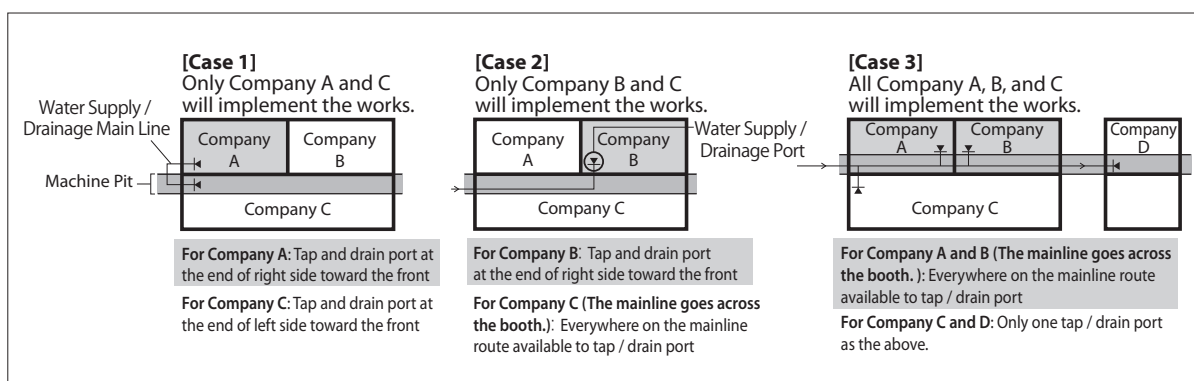 [Case 1]
Only Company A and C
will implement the works.
Water Supply /
Drainage Main Line
Company
A
Company
B
Machine Pit
Company C
For Company A: Tap and drain port at
the end of right side toward the front
For Company C: Tap and drain port at
the end of left side toward the front
[Case 2]
Only Company B and C
will implement the works.
Company
A
Company
B
Water Supply /
Drainage Port
Company C
For Company B: Tap and drain port
at the end of right side toward the front
For Company C (The mainline goes across
the booth.): Everywhere on the mainline
route available to tap / drain port
[Case 3]
All Company A, B, and C
will implement the works.
Company
A
Company
B
Company
D
Company C
For Company A and B (The mainline goes across
the booth. ): Everywhere on the mainline route
available to tap / drain port
For Company C and D: Only one tap / drain port
as the above.